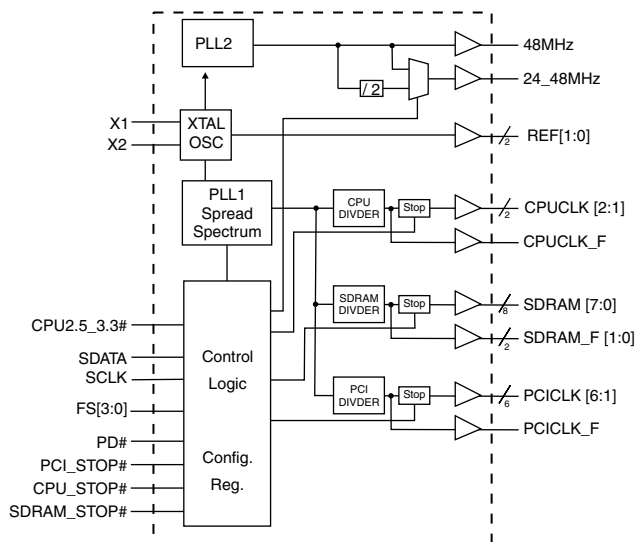 PLL2
48MHz
/ 2
24_48MHz
X1
X2
XTAL
OSC
2
REF[1:0]
PLL1
Spread
Spectrum
CPU
DIVDER
Stop
2
CPUCLK [2:1]
CPUCLK_F
SDRAM
DIVDER
Stop
8
SDRAM [7:0]
2
SDRAM_F [1:0]
PCI
DIVDER
Stop
6
PCICLK [6:1]
PCICLK_F
Control
Logic
Config.
Reg.
CPU2.5_3.3#
SDATA
SCLK
FS[3:0]
PD#
PCI_STOP#
CPU_STOP#
SDRAM_STOP#